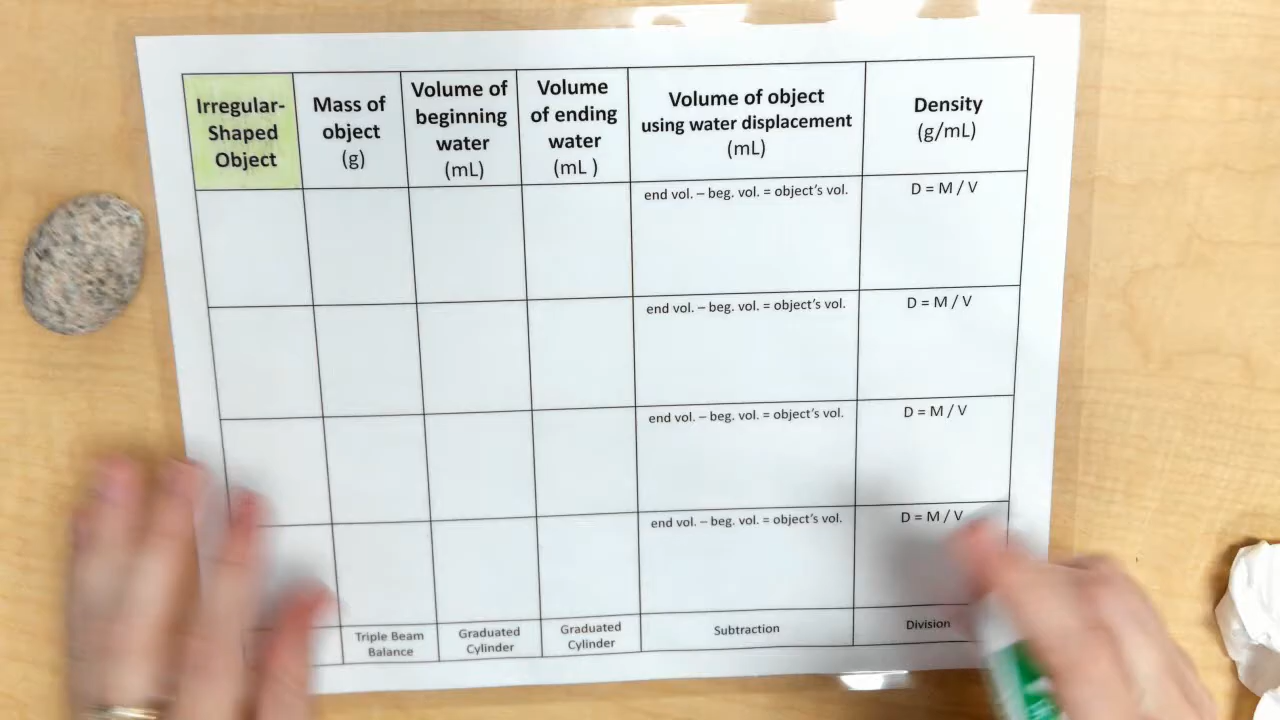 Irregular-
Shaped
Object
Mass of
object
(g)
Volume of
beginning
water
(mL)
Volume
of ending
water
(mL )
Volume of object
using water displacement
(mL)
Density
(g/mL)
end vol. – beg. vol. = object's vol.
D = M / V
end vol. – beg. vol. = object's vol.
D = M / V
end vol. – beg. vol. = object's vol.
D = M / V
end vol. – beg. vol. = object's vol.
D = M / V
Triple Beam
Balance
Graduated
Cylinder
Graduated
Cylinder
Subtraction
Division